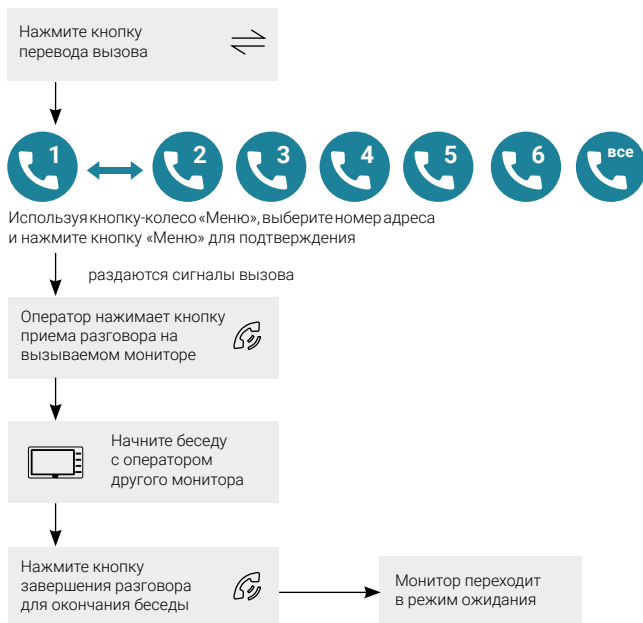 Нажмите кнопку
перевода вызова
1 2 3 4 5 6 все
Используя кнопку-колесо «Меню», выберите номер адреса
и нажмите кнопку «Меню» для подтверждения
раздаются сигналы вызова
Оператор нажимает кнопку
приема разговора на
вызываемом мониторе
Начните беседу
с оператором
другого монитора
Нажмите кнопку
завершения разговора
для окончания беседы
Монитор переходит
в режим ожидания